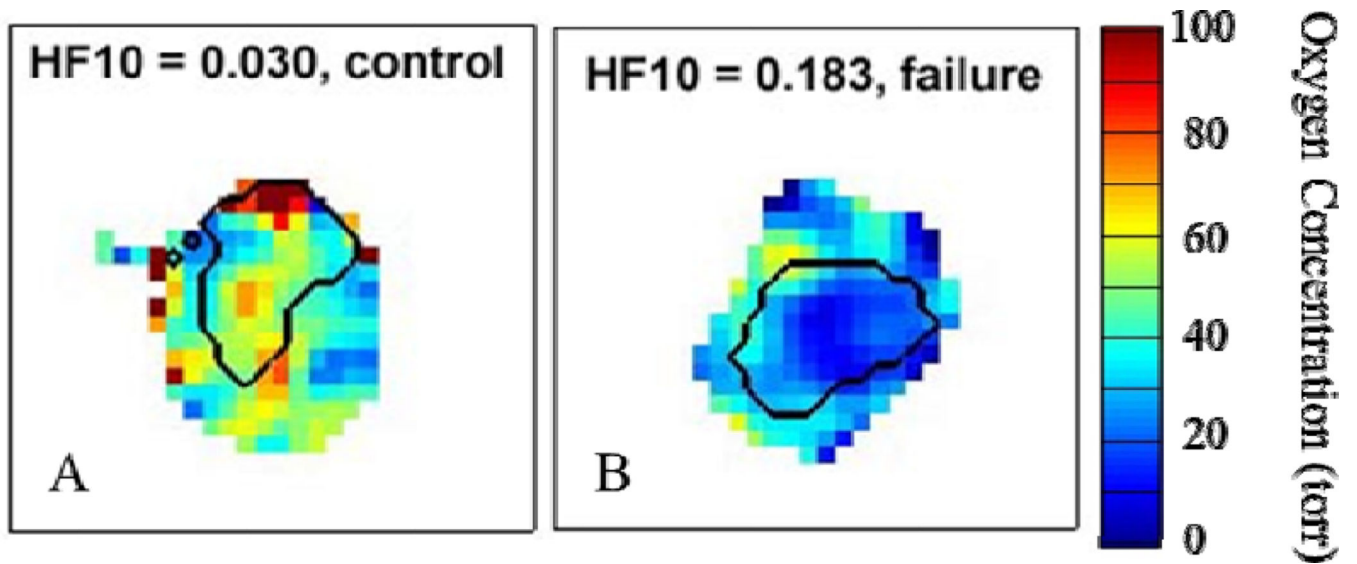 HF10 = 0.030, control
A
HF10 = 0.183, failure
B
100
80
60
40
20
0
Oxygen Concentration (torr)